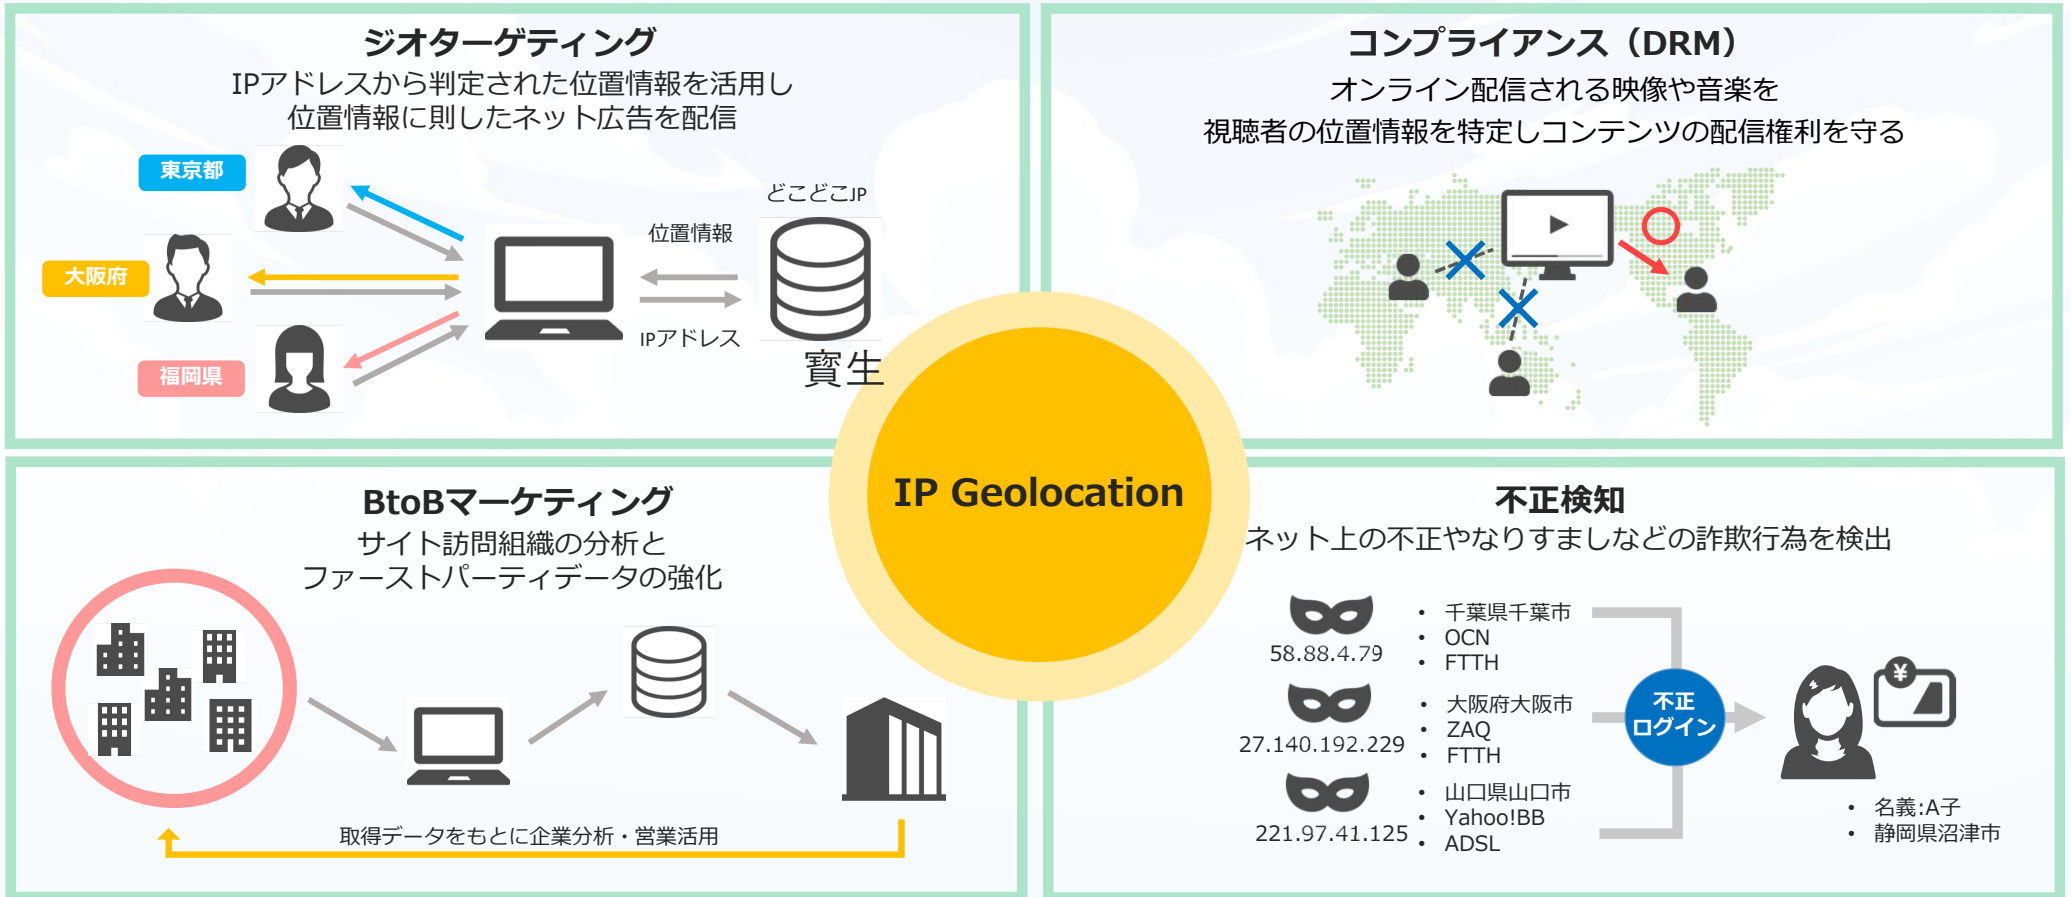 ジオターゲティング
IPアドレスから判定された位置情報を活用し
位置情報に則したネット広告を配信
東京都
大阪府
福岡県
どこどこJP
位置情報
IPアドレス
寳生
コンプライアンス（DRM）
オンライン配信される映像や音楽を
視聴者の位置情報を特定しコンテンツの配信権利を守る
IP Geolocation
BtoBマーケティング
サイト訪問組織の分析と
ファーストパーティデータの強化
取得データをもとに企業分析・営業活用
不正検知
ネット上の不正やなりすましなどの詐欺行為を検出
58.88.4.79
• 千葉県千葉市
• OCN
• FTTH
27.140.192.229
• 大阪府大阪市
• ZAQ
• FTTH
221.97.41.125
• 山口県山口市
• Yahoo!BB
• ADSL
不正
ログイン
¥
• 名義:A子
• 静岡県沼津市